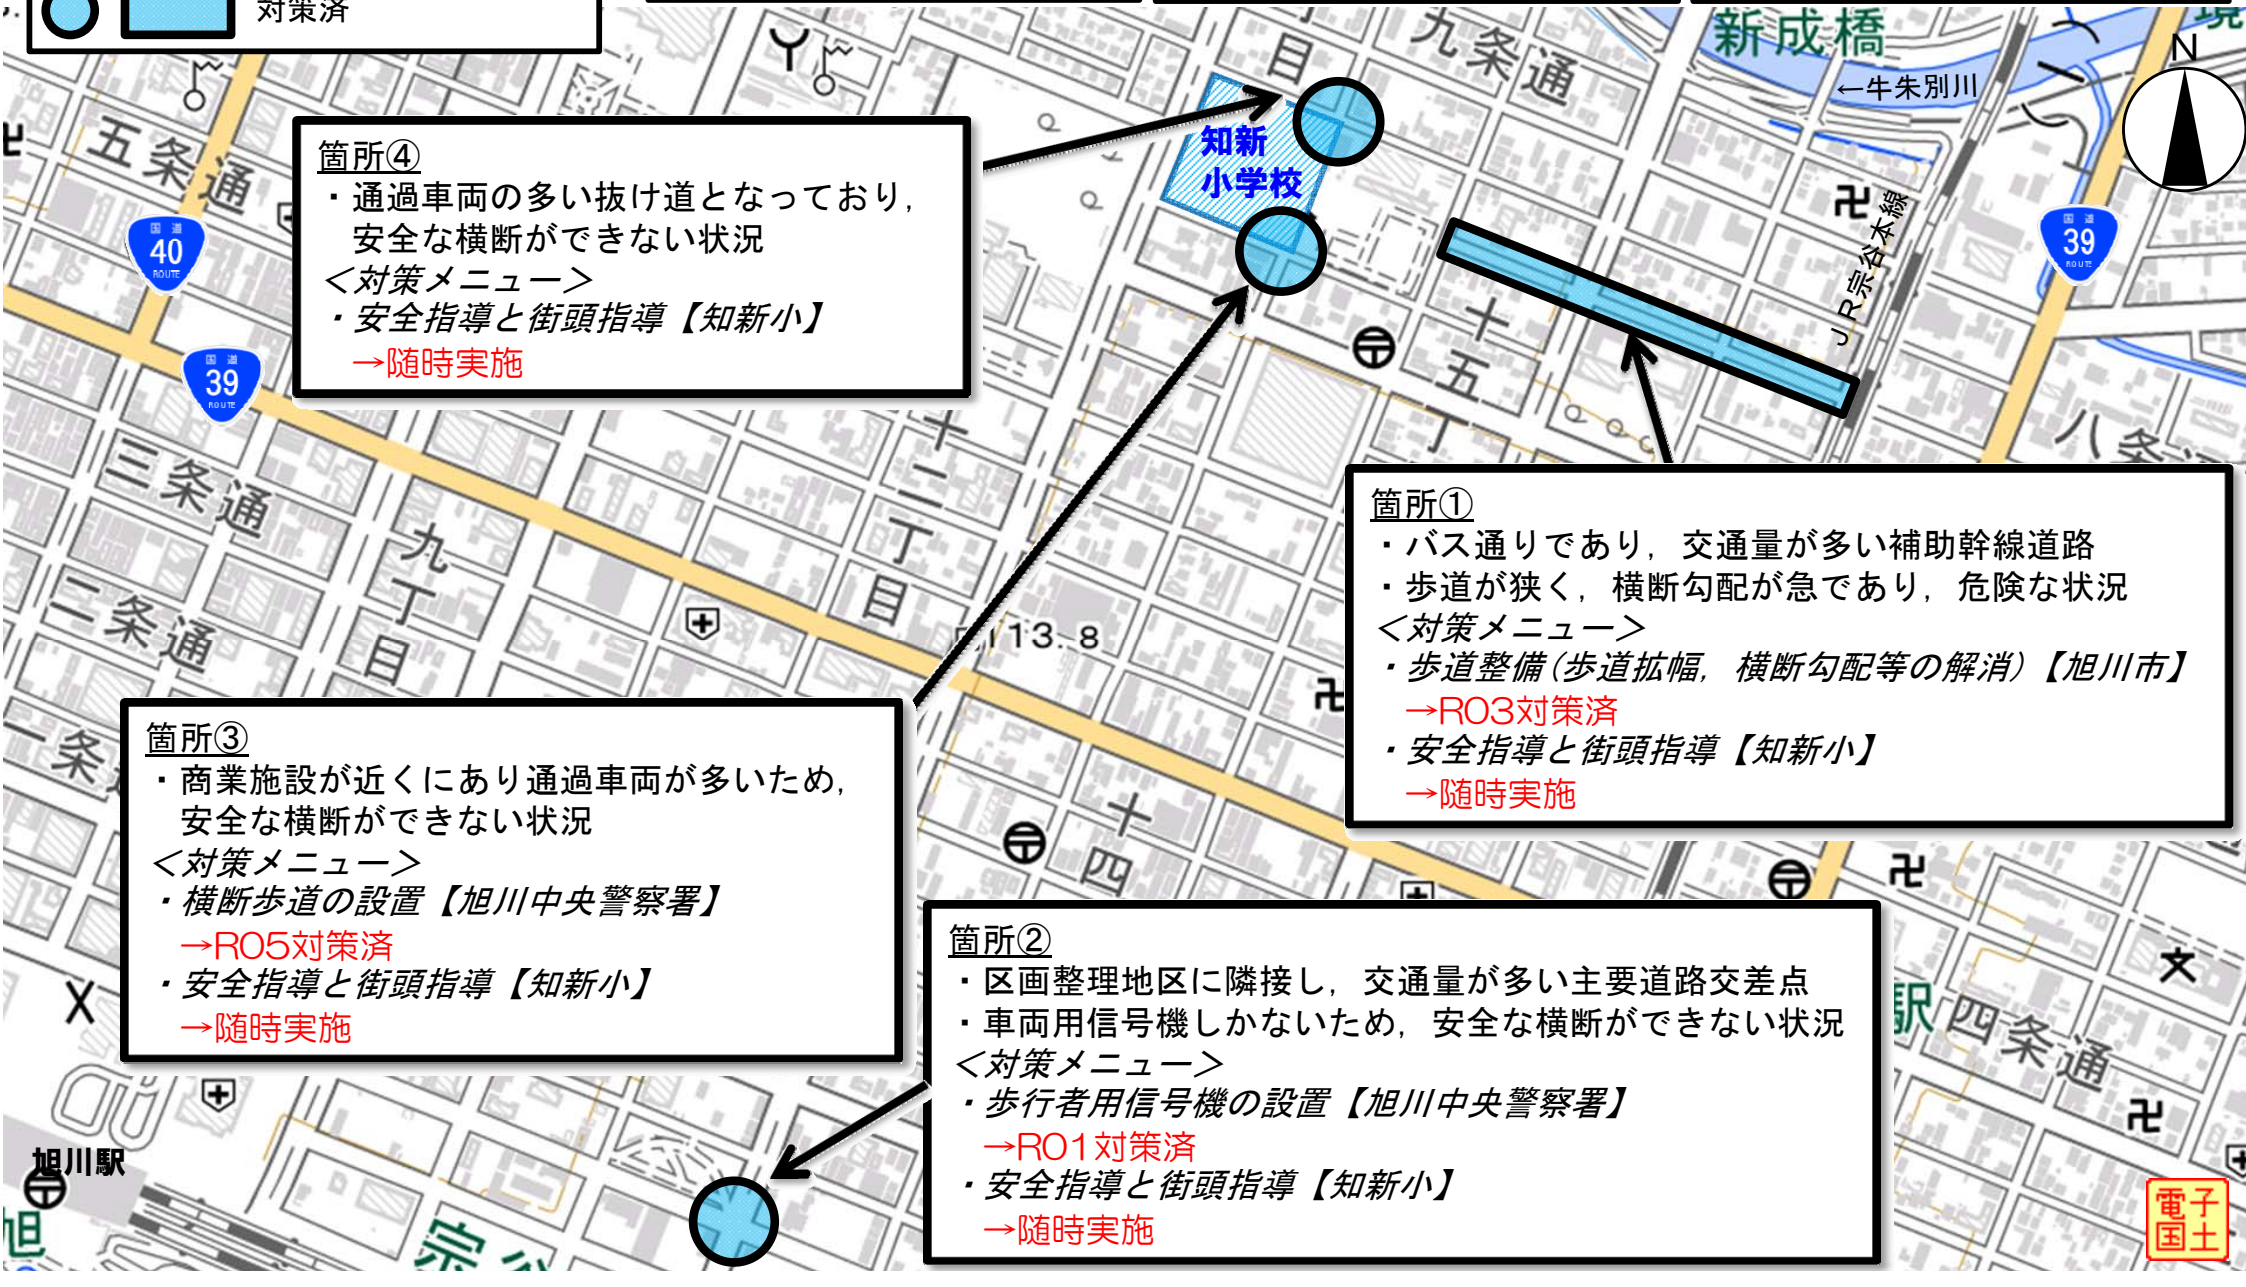 対策済
新成橋
九条通
目
←牛朱別川
N
五条通
箇所④
・通過車両の多い抜け道となっており,
安全な横断ができない状況
＜対策メニュー＞
・安全指導と街頭指導【知新小】
→随時実施
知新
小学校
国道
40
ROUTE
国道
39
ROUTE
JR宗谷本線
国道
39
ROUTE
十五丁
八条
三条通
九丁目
十二丁目
二条通
113.8
一条
箇所①
・バス通りであり, 交通量が多い補助幹線道路
・歩道が狭く, 横断勾配が急であり, 危険な状況
＜対策メニュー＞
・歩道整備(歩道拡幅, 横断勾配等の解消)【旭川市】
→R03対策済
・安全指導と街頭指導【知新小】
→随時実施
箇所③
・商業施設が近くにあり通過車両が多いため,
安全な横断ができない状況
＜対策メニュー＞
・横断歩道の設置【旭川中央警察署】
→R05対策済
・安全指導と街頭指導【知新小】
→随時実施
十四
箇所②
・区画整理地区に隣接し, 交通量が多い主要道路交差点
・車両用信号機しかないため, 安全な横断ができない状況
＜対策メニュー＞
・歩行者用信号機の設置【旭川中央警察署】
→R01対策済
・安全指導と街頭指導【知新小】
→随時実施
駅
四条通
旭川駅
旭
宗谷
電子
国土